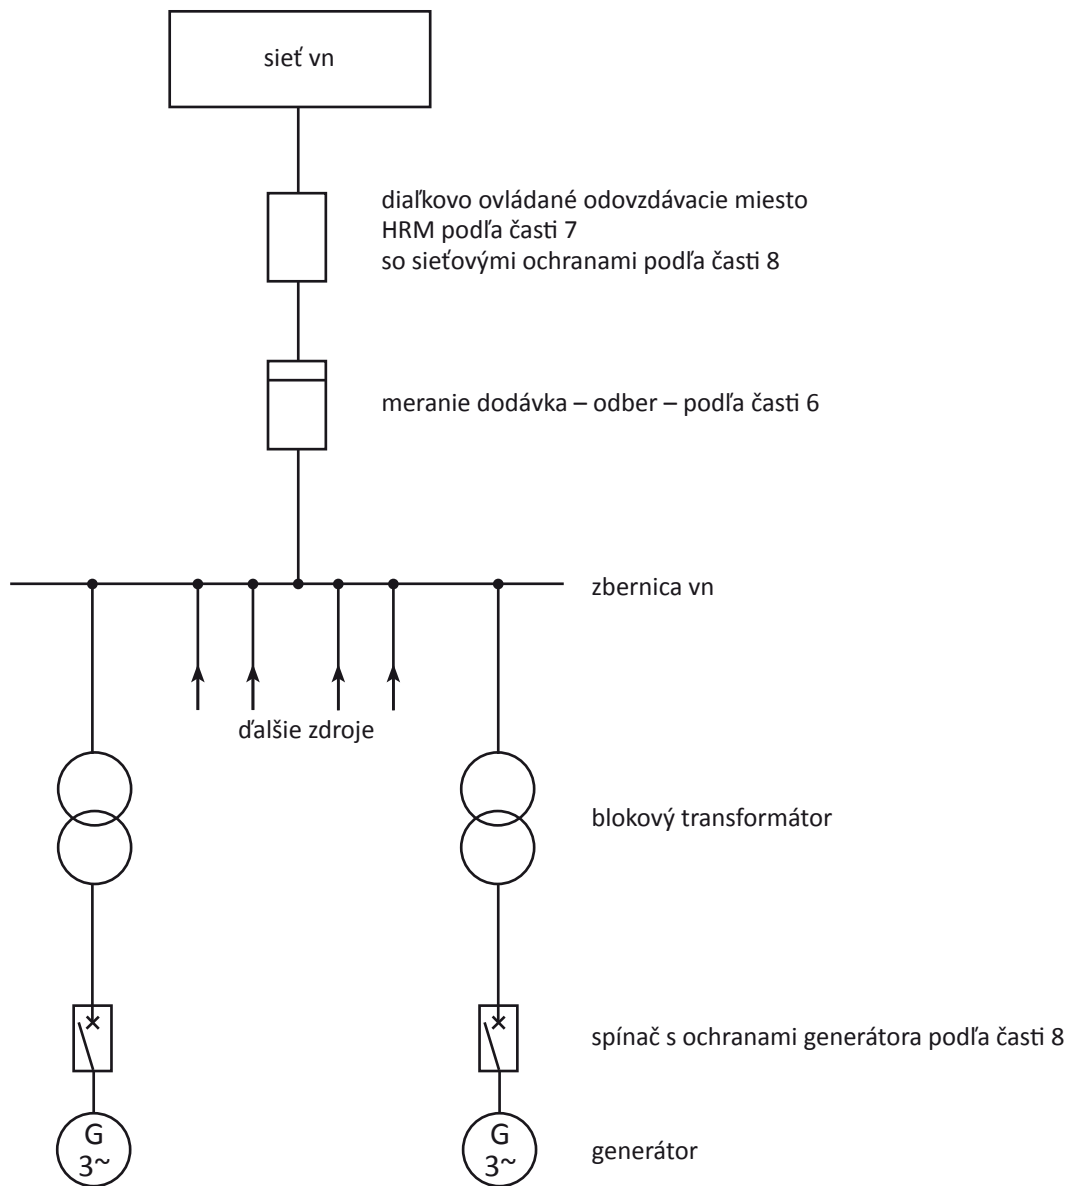 sieť vn
diaľkovo ovládané odovzdávacie miesto
HRM podľa časti 7
so sieťovými ochranami podľa časti 8
meranie dodávka – odber – podľa časti 6
zbernica vn
ďalšie zdroje
blokový transformátor
spínač s ochranami generátora podľa časti 8
G
3~
G
3~
generátor